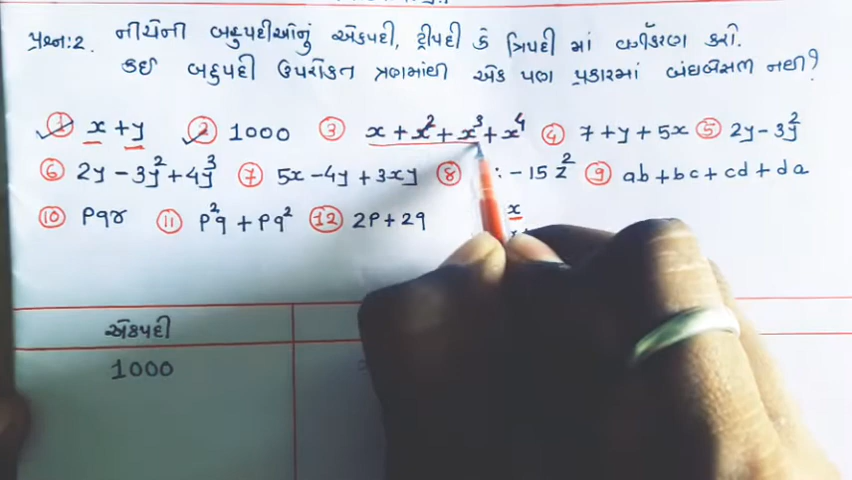 પ્રશ્ન:2. નીચેની બહુપદીઓનું એકપદી, દ્વીપદી કે ત્રિપદી માં વર્ગીકરણ કરો.
કઈ બહુપદી ઉપરોકત ત્રણમાંથી એક પણ પ્રકારમાં બંધબેસતી નથી?
① x + y ② 1000 ③ x + x² + x³ + x⁴ ④ 7 + y + 5x ⑤ 2y - 3y²
⑥ 2y - 3y² + 4y³ ⑦ 5x - 4y + 3xy ⑧ - 15 z² ⑨ ab + bc + cd + da
⑩ pqr ⑪ p²q + pq² ⑫ 2p + 2q x
એકપદી
1000